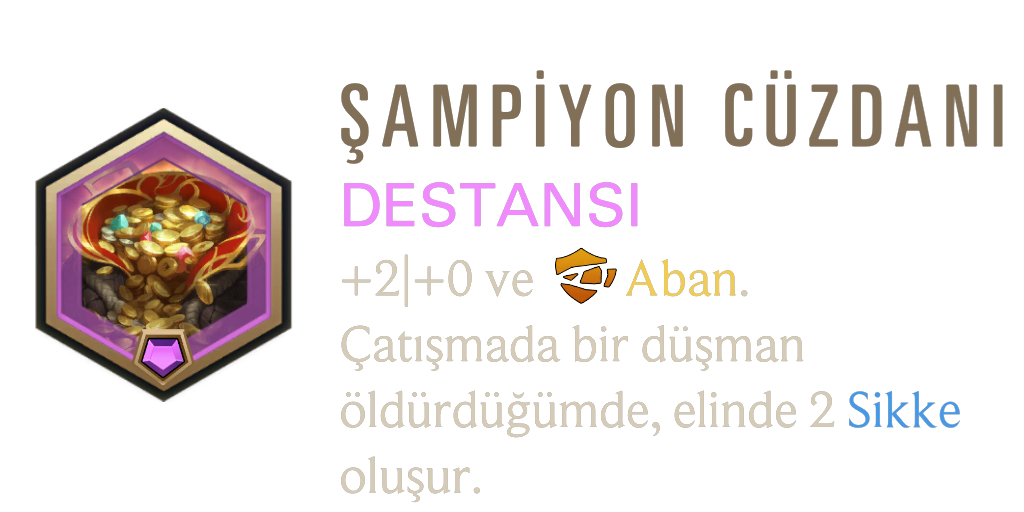 ŞAMPİYON CÜZDANI
DESTANSI
+2|+0 ve Aban.
Çatışmada bir düşman
öldürdüğümde, elinde 2 Sikke
oluşur.